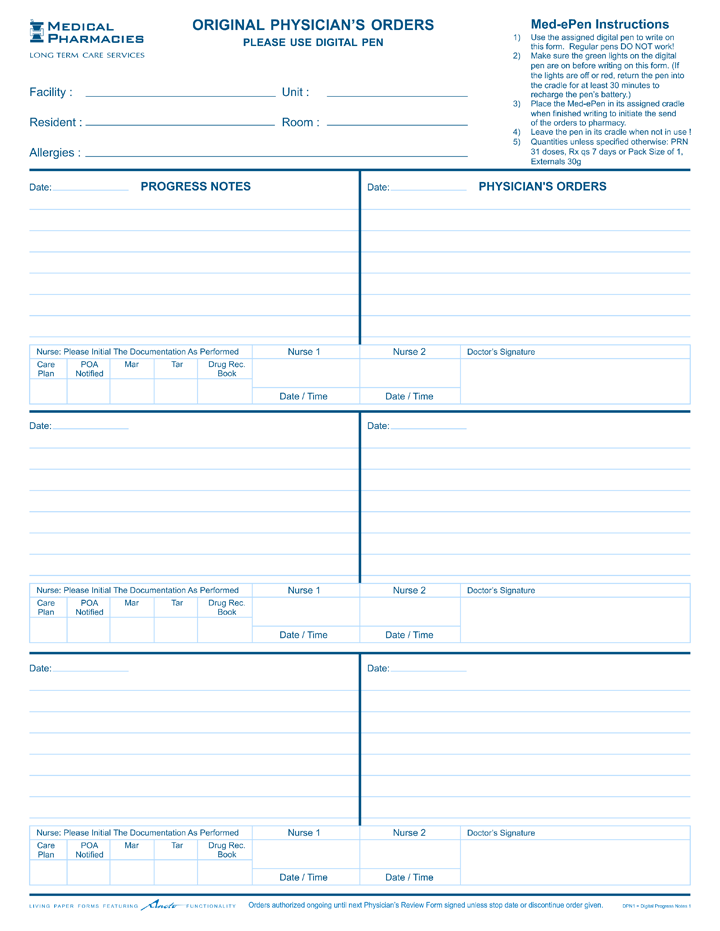 MEDICAL
PHARMACIES
LONG TERM CARE SERVICES
ORIGINAL PHYSICIAN'S ORDERS
PLEASE USE DIGITAL PEN
Facility :
Unit :
Resident :
Room :
Allergies :
Med-ePen Instructions
1) Use the assigned digital pen to write on
this form. Regular pens DO NOT work!
2) Make sure the green lights on the digital
pen are on before writing on this form. (If
the lights are off or red, return the pen into
the cradle for at least 30 minutes to
recharge the pen's battery.)
3) Place the Med-ePen in its assigned cradle
when finished writing to initiate the send
of the orders to pharmacy.
4) Leave the pen in its cradle when not in use !
5) Quantities unless specified otherwise: PRN
31 doses, Rx qs 7 days or Pack Size of 1,
Externals 30g
Date: PROGRESS NOTES
Date: PHYSICIAN'S ORDERS
Nurse: Please Initial The Documentation As Performed
Nurse 1
Nurse 2
Doctor's Signature
Care
Plan
POA
Notified
Mar
Tar
Drug Rec.
Book
Date / Time
Date / Time
Date:
Date:
Nurse: Please Initial The Documentation As Performed
Nurse 1
Nurse 2
Doctor's Signature
Care
Plan
POA
Notified
Mar
Tar
Drug Rec.
Book
Date / Time
Date / Time
Date:
Date:
Nurse: Please Initial The Documentation As Performed
Nurse 1
Nurse 2
Doctor's Signature
Care
Plan
POA
Notified
Mar
Tar
Drug Rec.
Book
Date / Time
Date / Time
LIVING PAPER FORMS FEATURING Anoto FUNCTIONALITY
Orders authorized ongoing until next Physician's Review Form signed unless stop date or discontinue order given.
DPN1 • Digital Progress Notes 1